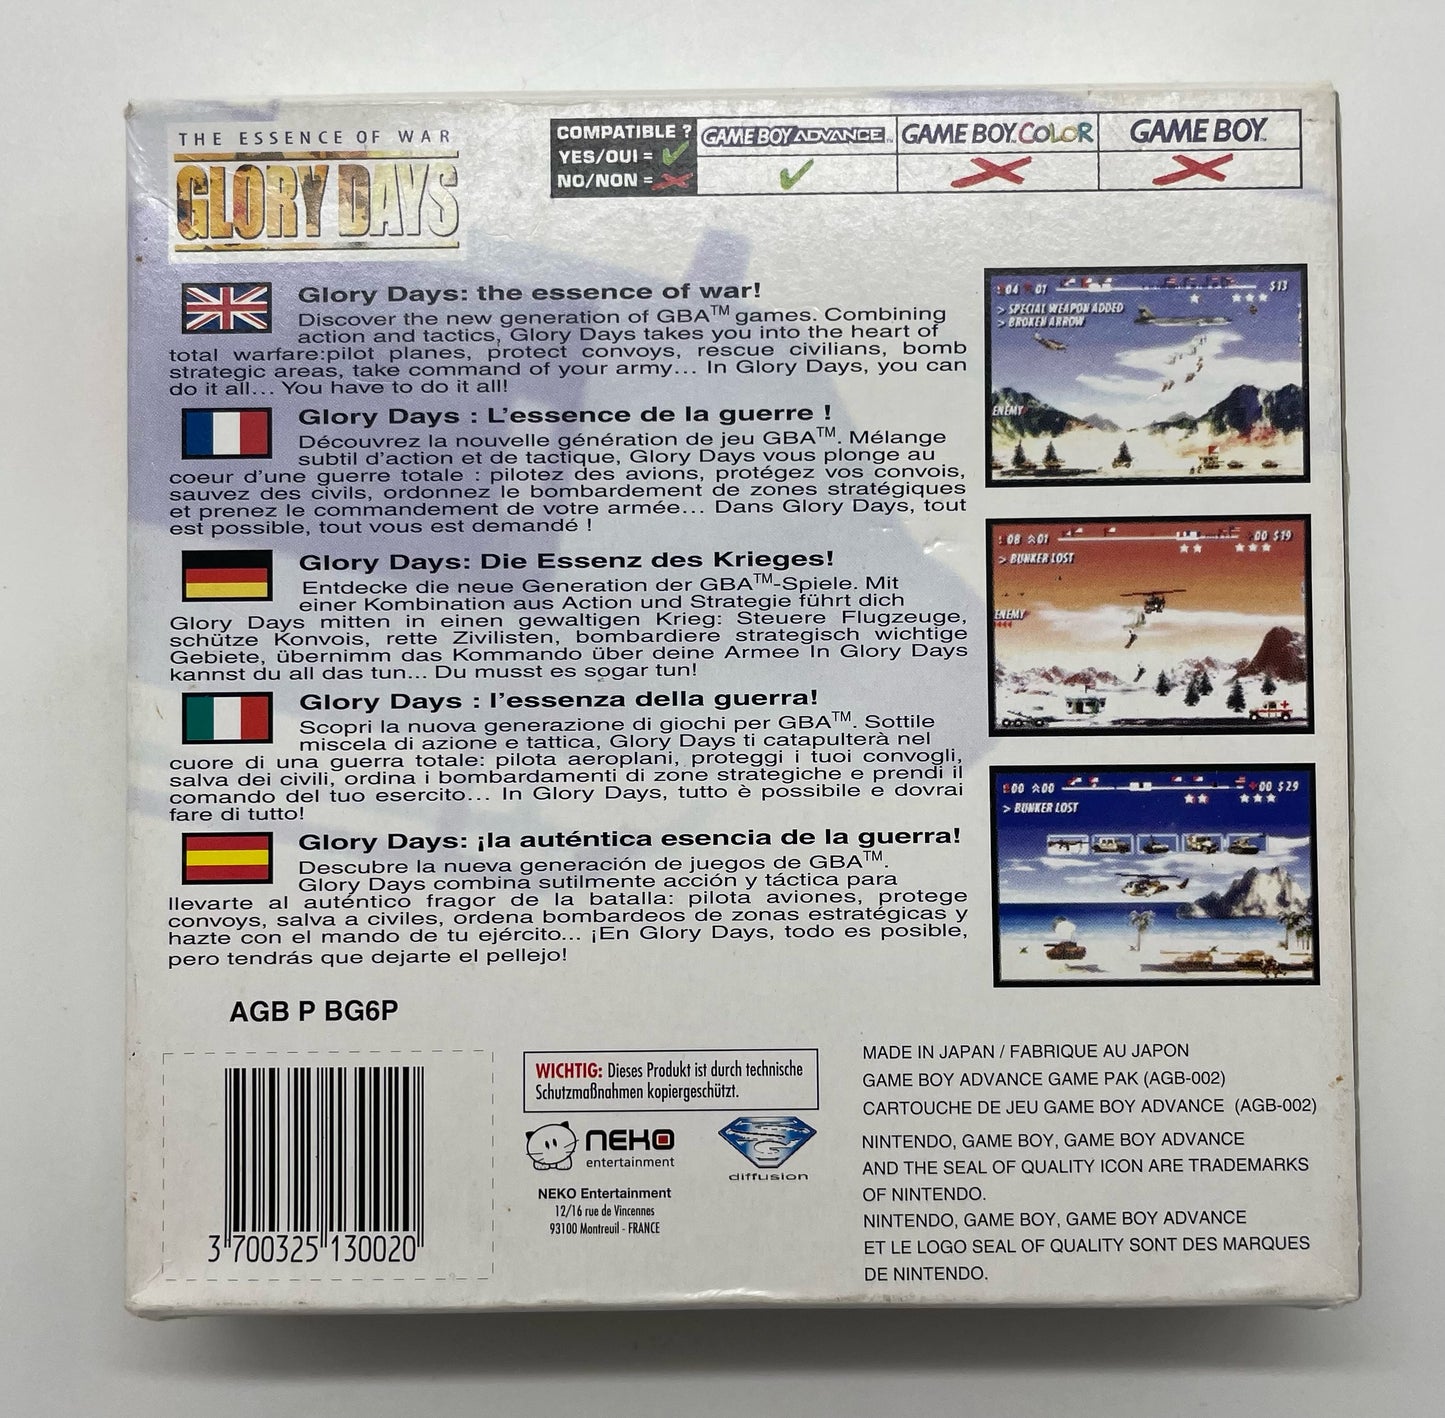 THE ESSENCE OF WAR
GLORY DAYS
COMPATIBLE ?
YES/OUI =
NO/NON =
GAME BOY ADVANCE™
GAME BOY™ COLOR
GAME BOY™
Glory Days: the essence of war!
Discover the new generation of GBA™ games. Combining
action and tactics, Glory Days takes you into the heart of
total warfare:pilot planes, protect convoys, rescue civilians, bomb
strategic areas, take command of your army... In Glory Days, you can
do it all... You have to do it all!
Glory Days : L'essence de la guerre !
Découvrez la nouvelle génération de jeu GBA™. Mélange
subtil d'action et de tactique, Glory Days vous plonge au
coeur d'une guerre totale : pilotez des avions, protégez vos convois,
sauvez des civils, ordonnez le bombardement de zones stratégiques
et prenez le commandement de votre armée... Dans Glory Days, tout
est possible, tout vous est demandé !
Glory Days: Die Essenz des Krieges!
Entdecke die neue Generation der GBA™-Spiele. Mit
einer Kombination aus Action und Strategie führt dich
Glory Days mitten in einen gewaltigen Krieg: Steuere Flugzeuge,
schütze Konvois, rette Zivilisten, bombardiere strategisch wichtige
Gebiete, übernimm das Kommando über deine Armee In Glory Days
kannst du all das tun... Du musst es sogar tun!
Glory Days : l'essenza della guerra!
Scopri la nuova generazione di giochi per GBA™. Sottile
miscela di azione e tattica, Glory Days ti catapulterà nel
cuore di una guerra totale: pilota aeroplani, proteggi i tuoi convogli,
salva dei civili, ordina i bombardamenti di zone strategiche e prendi il
comando del tuo esercito... In Glory Days, tutto è possibile e dovrai
fare di tutto!
Glory Days: ¡la auténtica esencia de la guerra!
Descubre la nueva generación de juegos de GBA™.
Glory Days combina sutilmente acción y táctica para
llevarte al auténtico fragor de la batalla: pilota aviones, protege
convoys, salva a civiles, ordena bombardeos de zonas estratégicas y
hazte con el mando de tu ejército... ¡En Glory Days, todo es posible,
pero tendrás que dejarte el pellejo!
04 01 $13
> SPECIAL WEAPON ADDED
> BROKEN ARROW
ENEMY
08 01 00 $19
> BUNKER LOST
ENEMY
00 00 00 $29
> BUNKER LOST
AGB P BG6P
3 700325 130020
WICHTIG: Dieses Produkt ist durch technische
Schutzmaßnahmen kopiergeschützt.
NEKO
entertainment
diffusion
NEKO Entertainment
12/16 rue de Vincennes
93100 Montreuil - FRANCE
MADE IN JAPAN / FABRIQUE AU JAPON
GAME BOY ADVANCE GAME PAK (AGB-002)
CARTOUCHE DE JEU GAME BOY ADVANCE (AGB-002)
NINTENDO, GAME BOY, GAME BOY ADVANCE
AND THE SEAL OF QUALITY ICON ARE TRADEMARKS
OF NINTENDO.
NINTENDO, GAME BOY, GAME BOY ADVANCE
ET LE LOGO SEAL OF QUALITY SONT DES MARQUES
DE NINTENDO.